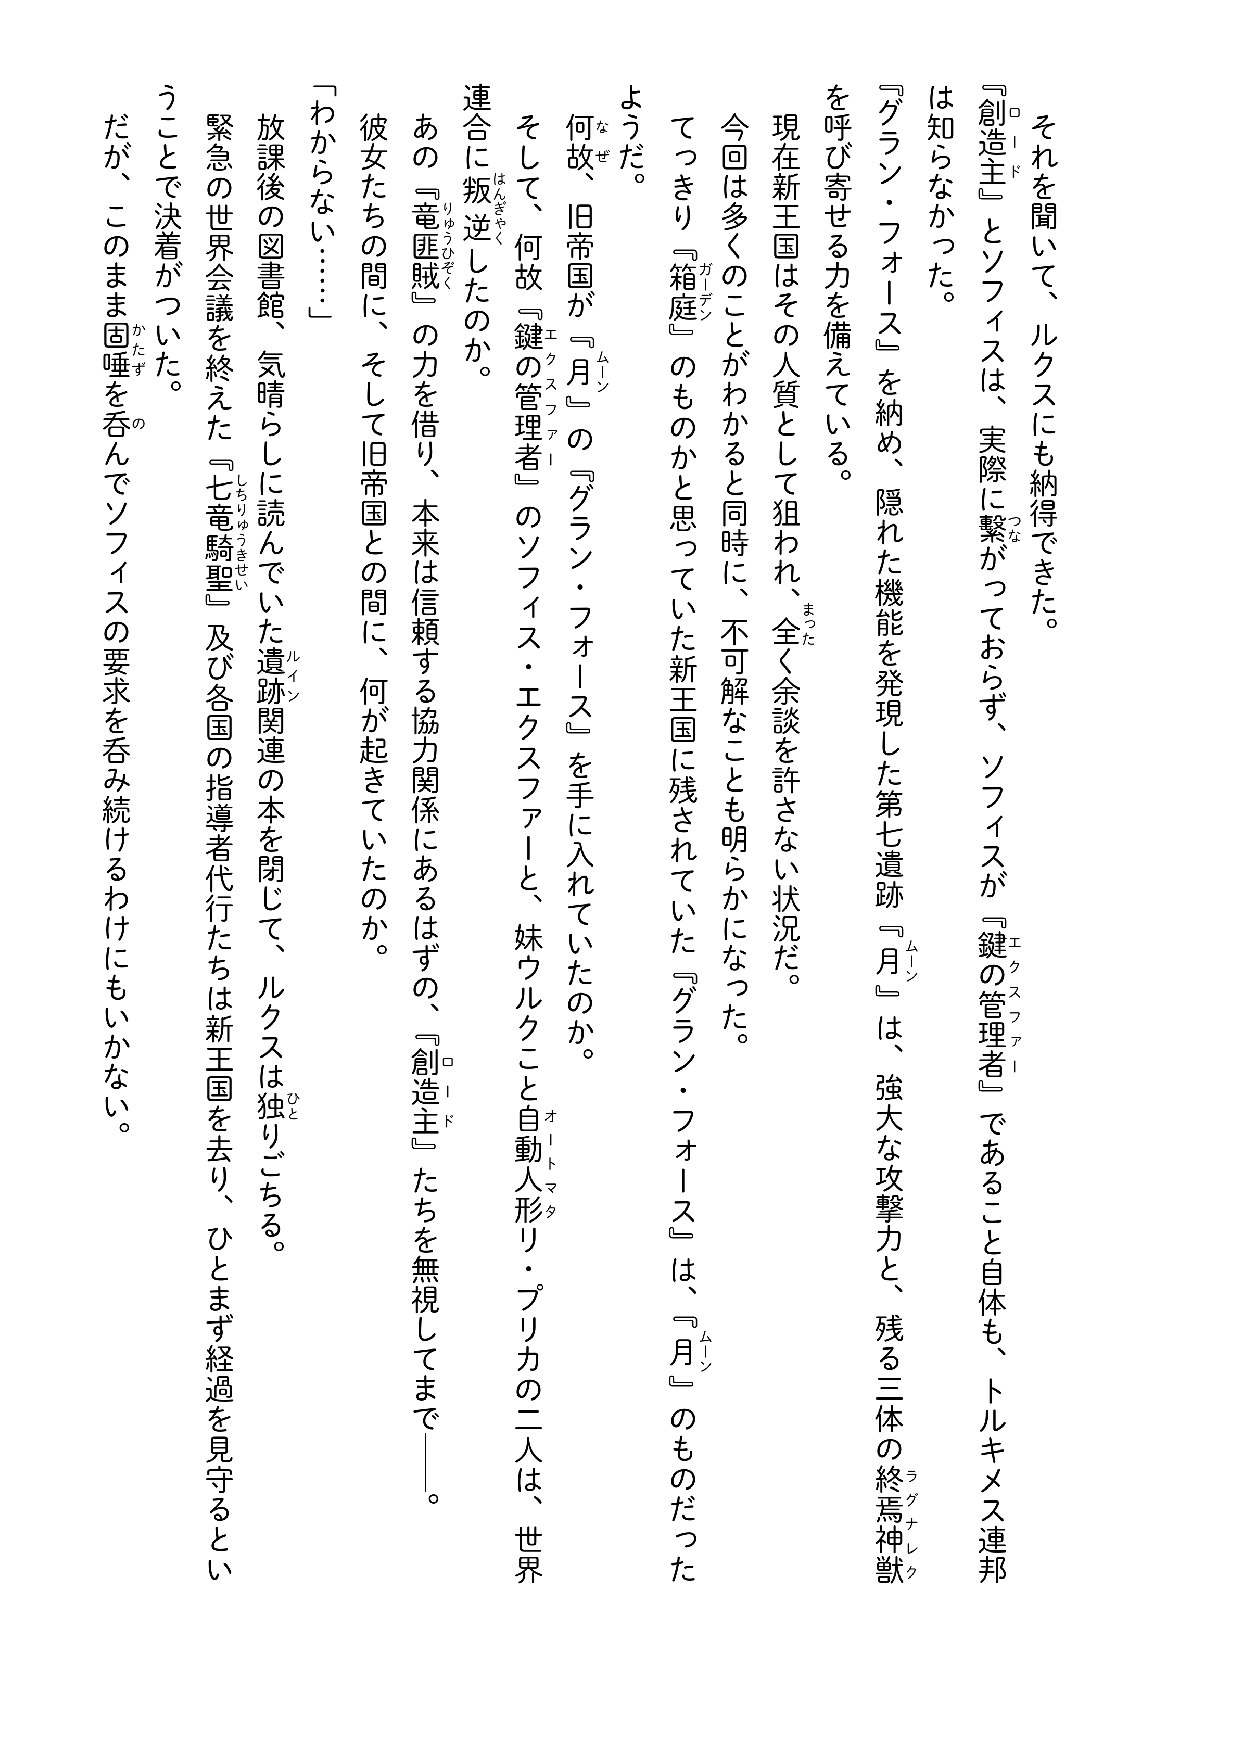 それを聞いて、ルクスにも納得できた。
『創造主』とソフィスは、実際に繫がっておらず、ソフィスが『鍵の管理者』であること自体も、トルキメス連邦
は知らなかった。
『グラン・フォース』を納め、隠れた機能を発現した第七遺跡『月』は、強大な攻撃力と、残る三体の終焉神獣
を呼び寄せる力を備えている。
現在新王国はその人質として狙われ、全く余談を許さない状況だ。
今回は多くのことがわかると同時に、不可解なことも明らかになった。
てっきり『箱庭』のものかと思っていた新王国に残されていた『グラン・フォース』は、『月』のものだった
ようだ。
何故、旧帝国が『月』の『グラン・フォース』を手に入れていたのか。
そして、何故『鍵の管理者』のソフィス・エクスファーと、妹ウルクこと自動人形リ・プリカの二人は、世界
連合に叛逆したのか。
あの『竜匪賊』の力を借り、本来は信頼する協力関係にあるはずの、『創造主』たちを無視してまで――。
彼女たちの間に、そして旧帝国との間に、何が起きていたのか。
「わからない……」
放課後の図書館、気晴らしに読んでいた遺跡関連の本を閉じて、ルクスは独りごちる。
緊急の世界会議を終えた『七竜騎聖』及び各国の指導者代行たちは新王国を去り、ひとまず経過を見守るとい
うことで決着がついた。
だが、このまま固唾を呑んでソフィスの要求を呑み続けるわけにもいかない。